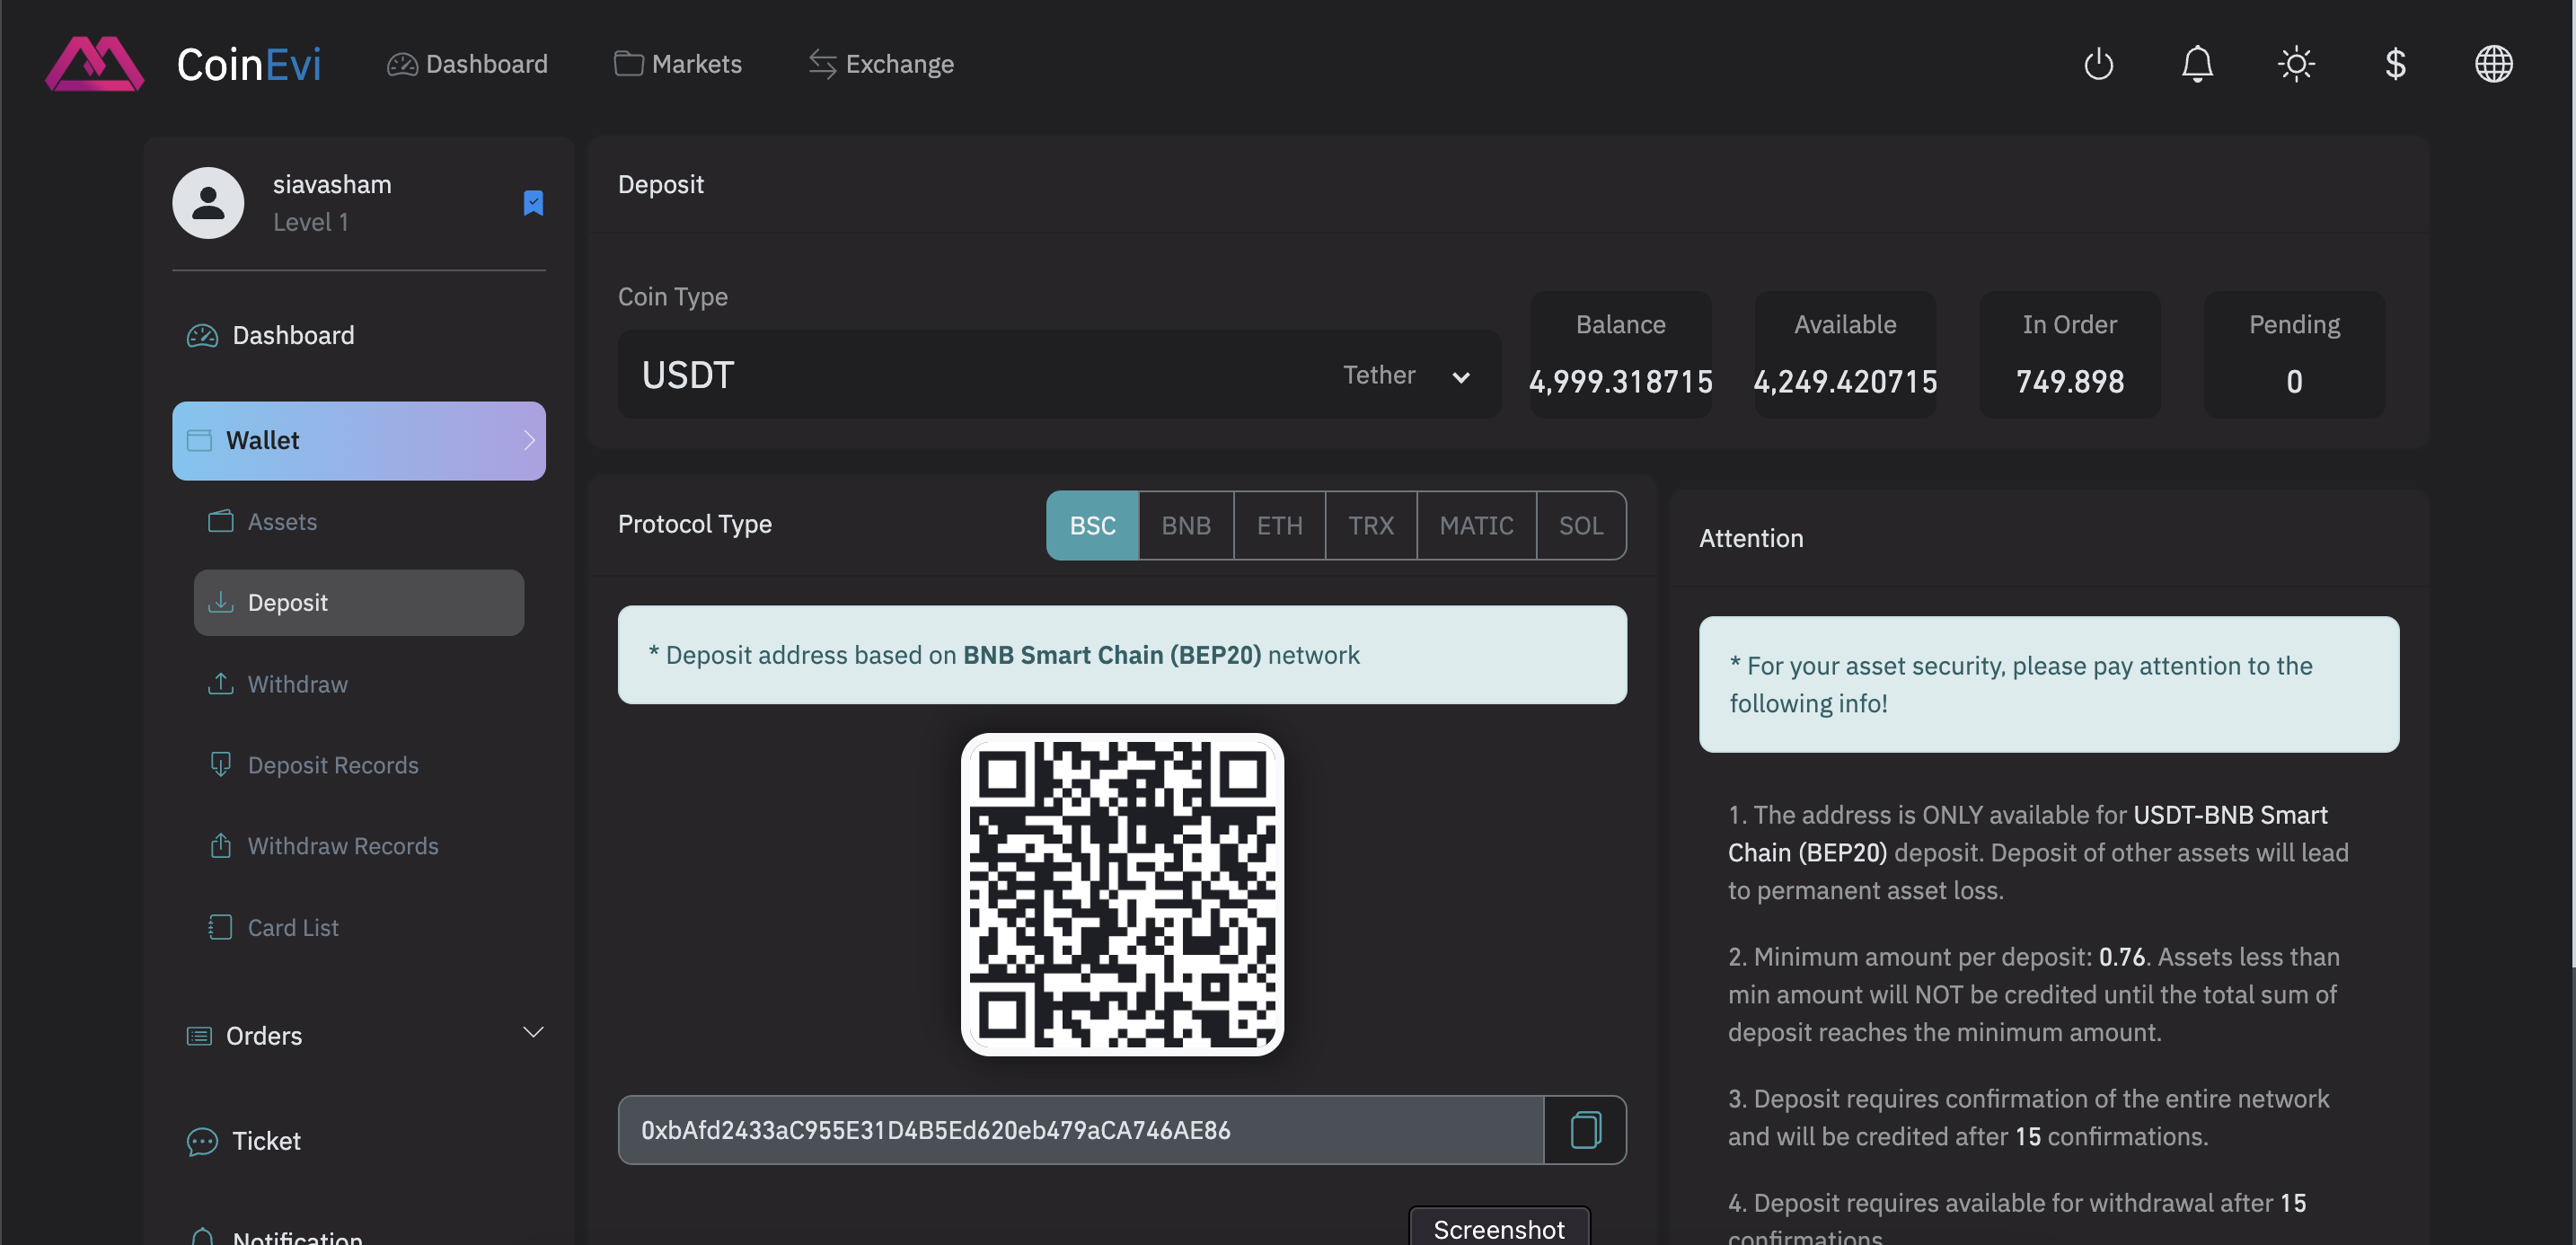 CoinEvi
Dashboard
Markets
Exchange
$
siavasham
Level 1
Dashboard
Wallet
Assets
Deposit
Withdraw
Deposit Records
Withdraw Records
Card List
Orders
Ticket
Notification
Deposit
Coin Type
USDT
Tether
Balance
4,999.318715
Available
4,249.420715
In Order
749.898
Pending
0
Protocol Type
BSC
BNB
ETH
TRX
MATIC
SOL
* Deposit address based on BNB Smart Chain (BEP20) network
0xbAfd2433aC955E31D4B5Ed620eb479aCA746AE86
Screenshot
Attention
* For your asset security, please pay attention to the
following info!
1. The address is ONLY available for USDT-BNB Smart
Chain (BEP20) deposit. Deposit of other assets will lead
to permanent asset loss.
2. Minimum amount per deposit: 0.76. Assets less than
min amount will NOT be credited until the total sum of
deposit reaches the minimum amount.
3. Deposit requires confirmation of the entire network
and will be credited after 15 confirmations.
4. Deposit requires available for withdrawal after 15
confirmations